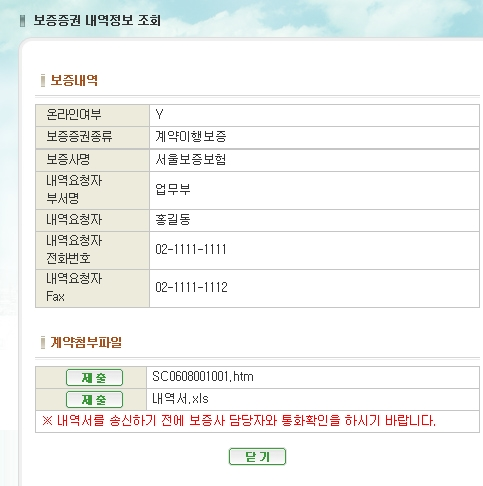 보증증권 내역정보 조회
보증내역
온라인여부 Y
보증증권종류 계약이행보증
보증사명 서울보증보험
내역요청자
부서명 업무부
내역요청자 홍길동
내역요청자
전화번호 02-1111-1111
내역요청자
Fax 02-1111-1112
계약첨부파일
제 출 SC0608001001.htm
제 출 내역서.xls
※ 내역서를 송신하기 전에 보증사 담당자와 통화확인을 하시기 바랍니다.
닫 기